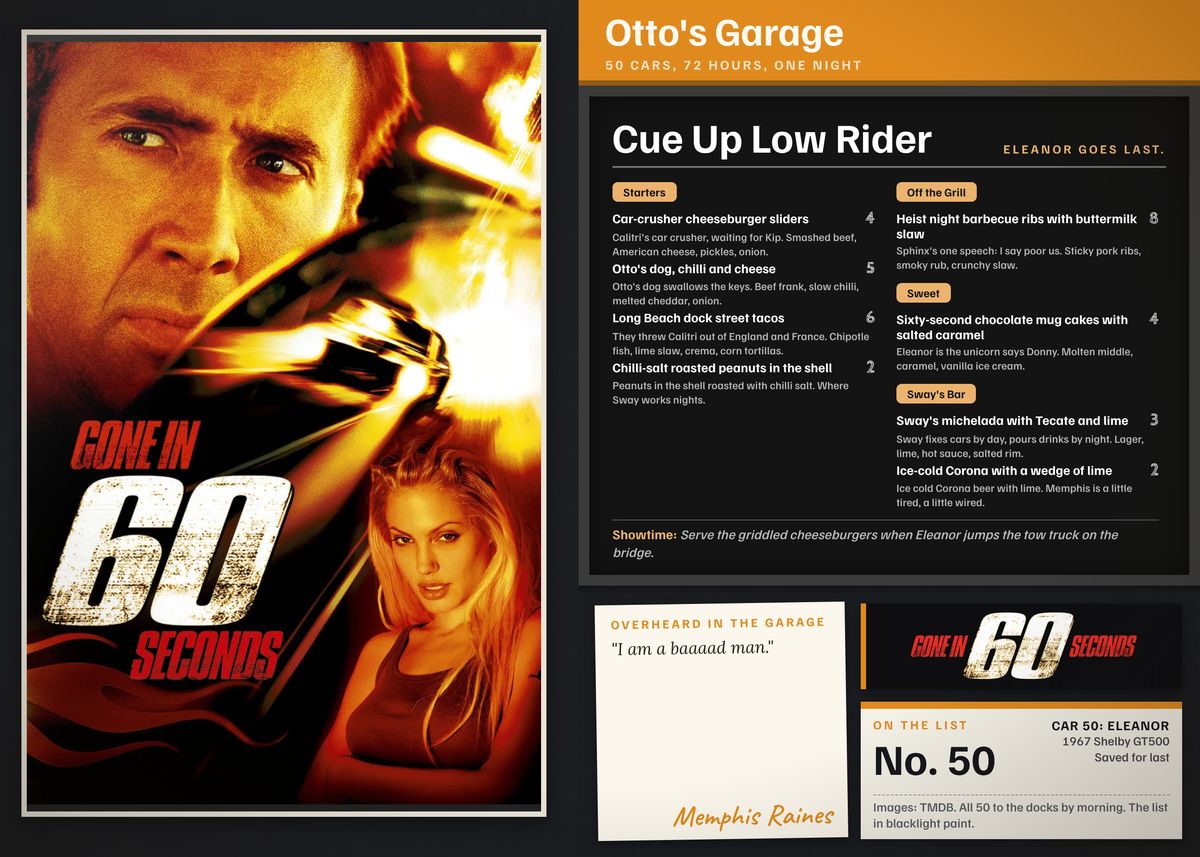 GONE IN
60
SECONDS
Otto's Garage
50 CARS, 72 HOURS, ONE NIGHT
Cue Up Low Rider
ELEANOR GOES LAST.
Starters
Car-crusher cheeseburger sliders 4
Calitri's car crusher, waiting for Kip. Smashed beef,
American cheese, pickles, onion.
Otto's dog, chilli and cheese 5
Otto's dog swallows the keys. Beef frank, slow chilli,
melted cheddar, onion.
Long Beach dock street tacos 6
They threw Calitri out of England and France. Chipotle
fish, lime slaw, crema, corn tortillas.
Chilli-salt roasted peanuts in the shell 2
Peanuts in the shell roasted with chilli salt. Where
Sway works nights.
Off the Grill
Heist night barbecue ribs with buttermilk 8
slaw
Sphinx's one speech: I say poor us. Sticky pork ribs,
smoky rub, crunchy slaw.
Sweet
Sixty-second chocolate mug cakes with 4
salted caramel
Eleanor is the unicorn says Donny. Molten middle,
caramel, vanilla ice cream.
Sway's Bar
Sway's michelada with Tecate and lime 3
Sway fixes cars by day, pours drinks by night. Lager,
lime, hot sauce, salted rim.
Ice-cold Corona with a wedge of lime 2
Ice cold Corona beer with lime. Memphis is a little
tired, a little wired.
Showtime: Serve the griddled cheeseburgers when Eleanor jumps the tow truck on the
bridge.
OVERHEARD IN THE GARAGE
"I am a baaaad man."
Memphis Raines
GONE IN 60 SECONDS
ON THE LIST
No. 50
CAR 50: ELEANOR
1967 Shelby GT500
Saved for last
Images: TMDB. All 50 to the docks by morning. The list
in blacklight paint.